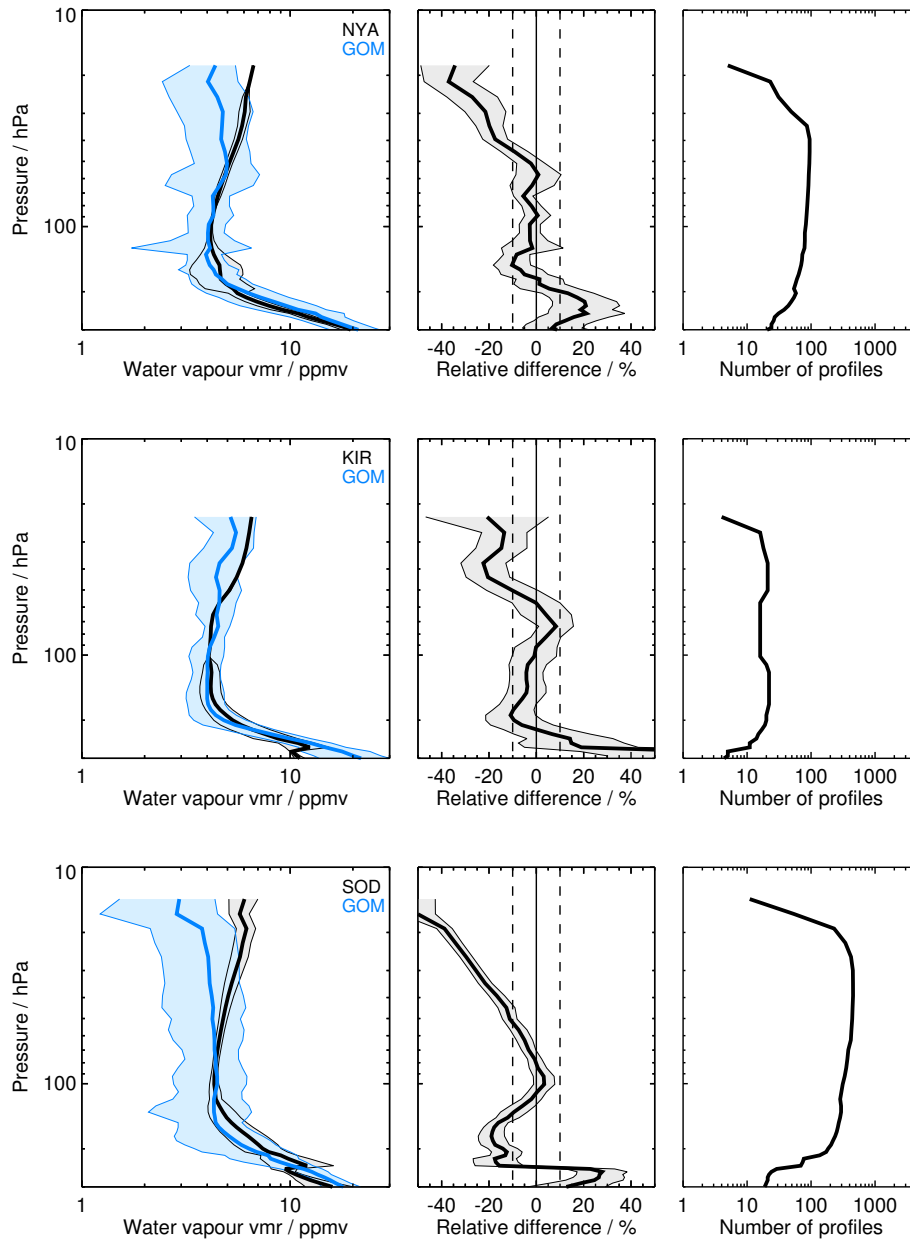 10
100
Pressure / hPa
NYA
GOM
1 10
Water vapour vmr / ppmv
-40 -20 0 20 40
Relative difference / %
1 10 100 1000
Number of profiles
10
100
Pressure / hPa
KIR
GOM
1 10
Water vapour vmr / ppmv
-40 -20 0 20 40
Relative difference / %
1 10 100 1000
Number of profiles
10
100
Pressure / hPa
SOD
GOM
1 10
Water vapour vmr / ppmv
-40 -20 0 20 40
Relative difference / %
1 10 100 1000
Number of profiles